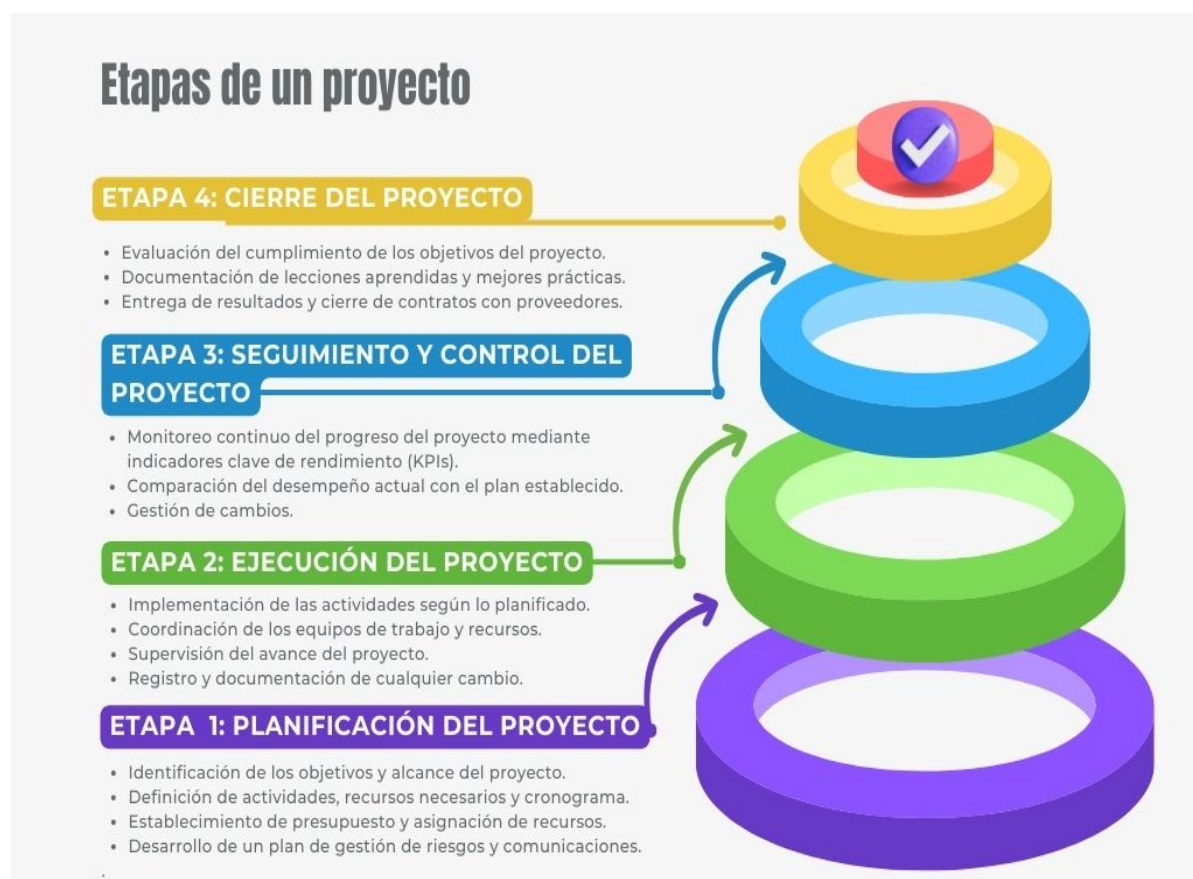 Etapas de un proyecto
ETAPA 4: CIERRE DEL PROYECTO
• Evaluación del cumplimiento de los objetivos del proyecto.
• Documentación de lecciones aprendidas y mejores prácticas.
• Entrega de resultados y cierre de contratos con proveedores.
ETAPA 3: SEGUIMIENTO Y CONTROL DEL
PROYECTO
• Monitoreo continuo del progreso del proyecto mediante
indicadores clave de rendimiento (KPIs).
• Comparación del desempeño actual con el plan establecido.
• Gestión de cambios.
ETAPA 2: EJECUCIÓN DEL PROYECTO
• Implementación de las actividades según lo planificado.
• Coordinación de los equipos de trabajo y recursos.
• Supervisión del avance del proyecto.
• Registro y documentación de cualquier cambio.
ETAPA 1: PLANIFICACIÓN DEL PROYECTO
• Identificación de los objetivos y alcance del proyecto.
• Definición de actividades, recursos necesarios y cronograma.
• Establecimiento de presupuesto y asignación de recursos.
• Desarrollo de un plan de gestión de riesgos y comunicaciones.
.